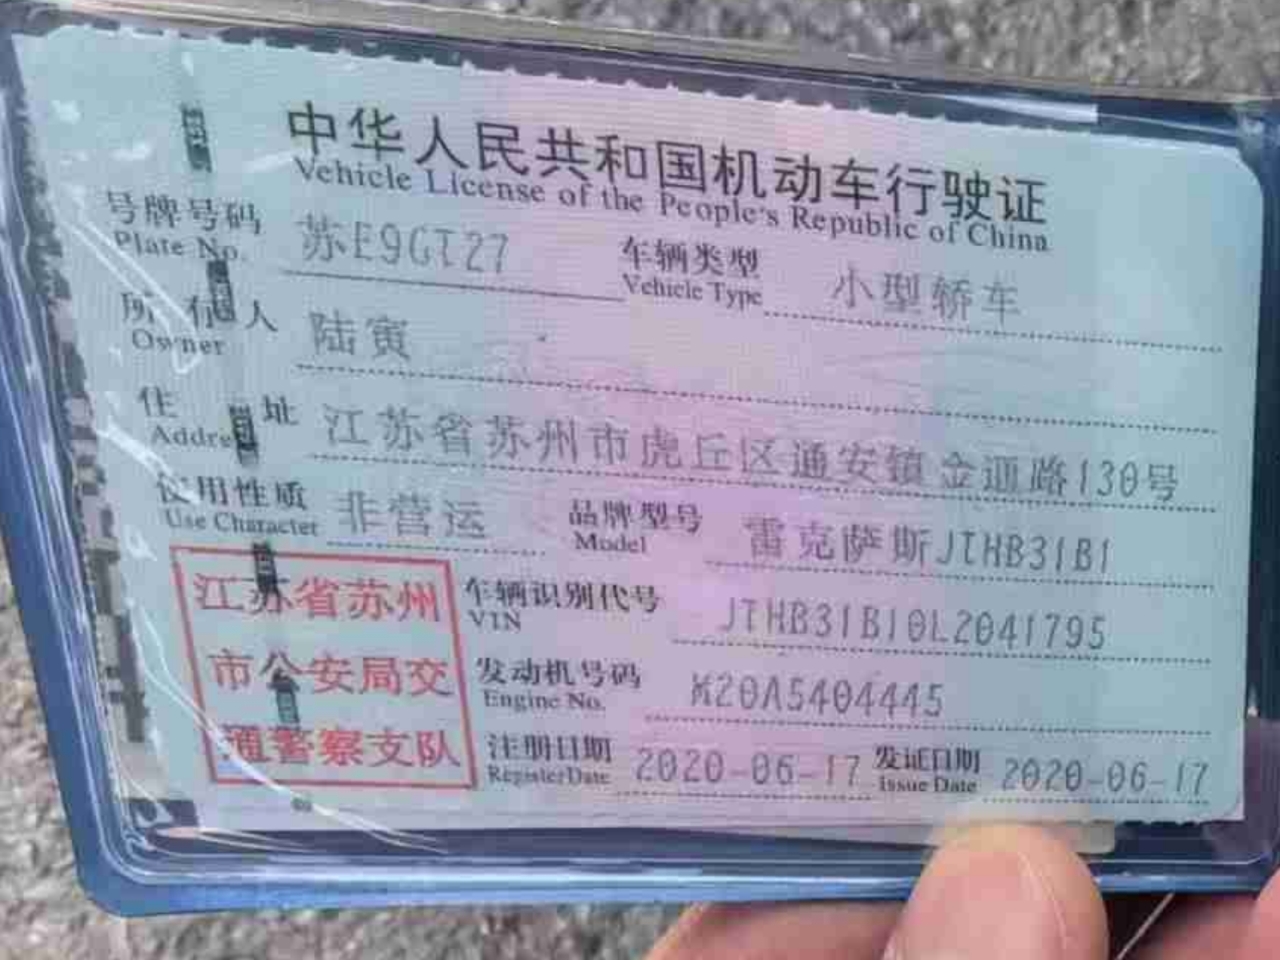 中华人民共和国机动车行驶证
Vehicle License of the People's Republic of China
号牌号码 苏E9GT27 车辆类型 小型轿车
Plate No. Vehicle Type
所有人 陆寅
Owner
住址 江苏省苏州市虎丘区通安镇金通路130号
Address
使用性质 非营运 品牌型号 雷克萨斯JTHB31B1
Use Character Model
江苏省苏州
市公安局交
通警察支队
车辆识别代号 JTHB31B10L2041795
VIN
发动机号码 M20A5404445
Engine No.
注册日期 2020-06-17 发证日期 2020-06-17
Register Date Issue Date